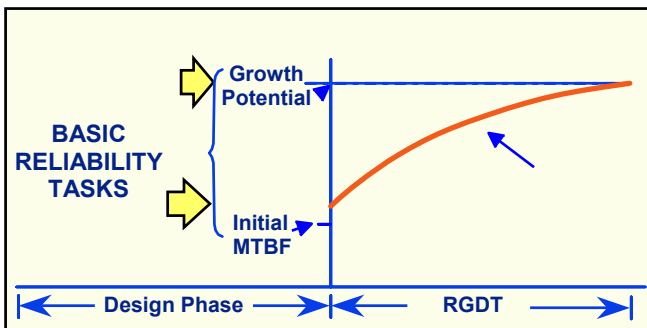 Growth
Potential
BASIC
RELIABILITY
TASKS
Initial
MTBF
Design Phase
RGDT